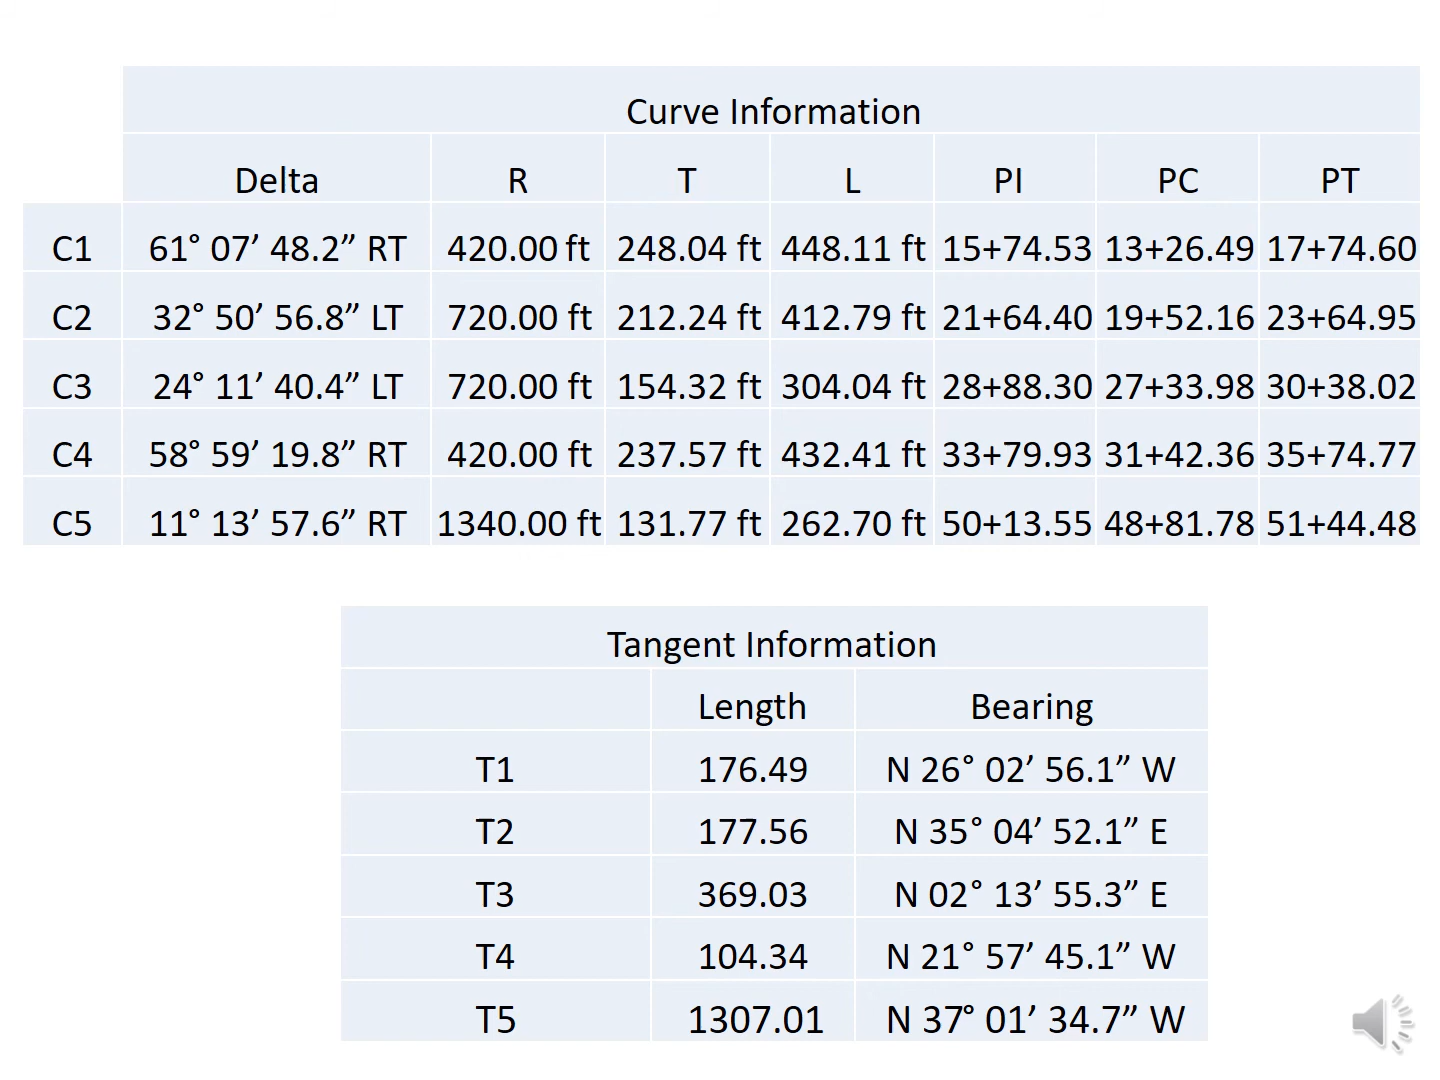 Curve Information
Delta R T L PI PC PT
C1 61° 07’ 48.2” RT 420.00 ft 248.04 ft 448.11 ft 15+74.53 13+26.49 17+74.60
C2 32° 50’ 56.8” LT 720.00 ft 212.24 ft 412.79 ft 21+64.40 19+52.16 23+64.95
C3 24° 11’ 40.4” LT 720.00 ft 154.32 ft 304.04 ft 28+88.30 27+33.98 30+38.02
C4 58° 59’ 19.8” RT 420.00 ft 237.57 ft 432.41 ft 33+79.93 31+42.36 35+74.77
C5 11° 13’ 57.6” RT 1340.00 ft 131.77 ft 262.70 ft 50+13.55 48+81.78 51+44.48
Tangent Information
Length Bearing
T1 176.49 N 26° 02’ 56.1” W
T2 177.56 N 35° 04’ 52.1” E
T3 369.03 N 02° 13’ 55.3” E
T4 104.34 N 21° 57’ 45.1” W
T5 1307.01 N 37° 01’ 34.7” W